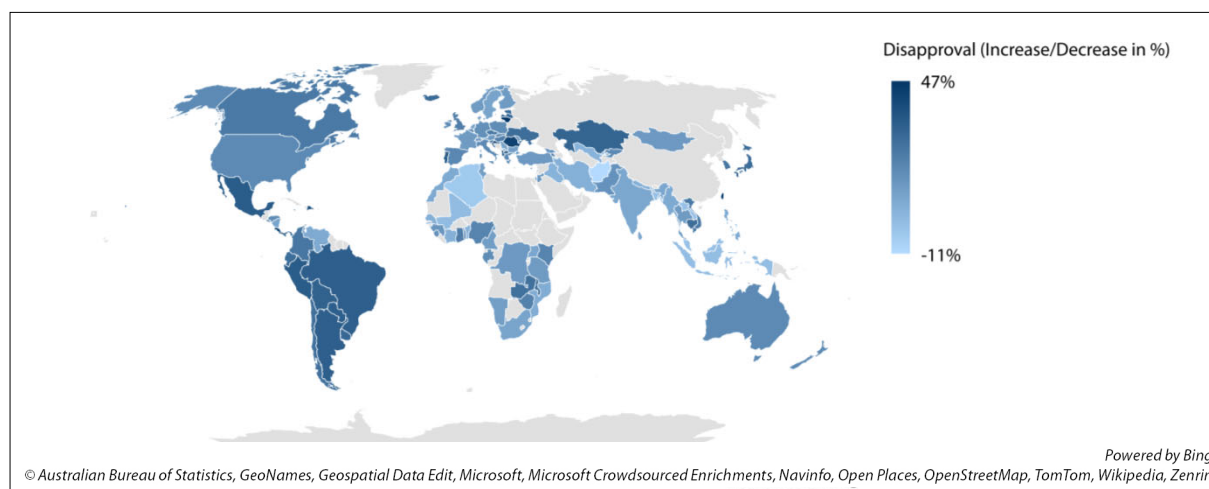 Disapproval (Increase/Decrease in %)
47%
-11%
Powered by Bing
© Australian Bureau of Statistics, GeoNames, Geospatial Data Edit, Microsoft, Microsoft Crowdsourced Enrichments, Navinfo, Open Places, OpenStreetMap, TomTom, Wikipedia, Zenrin